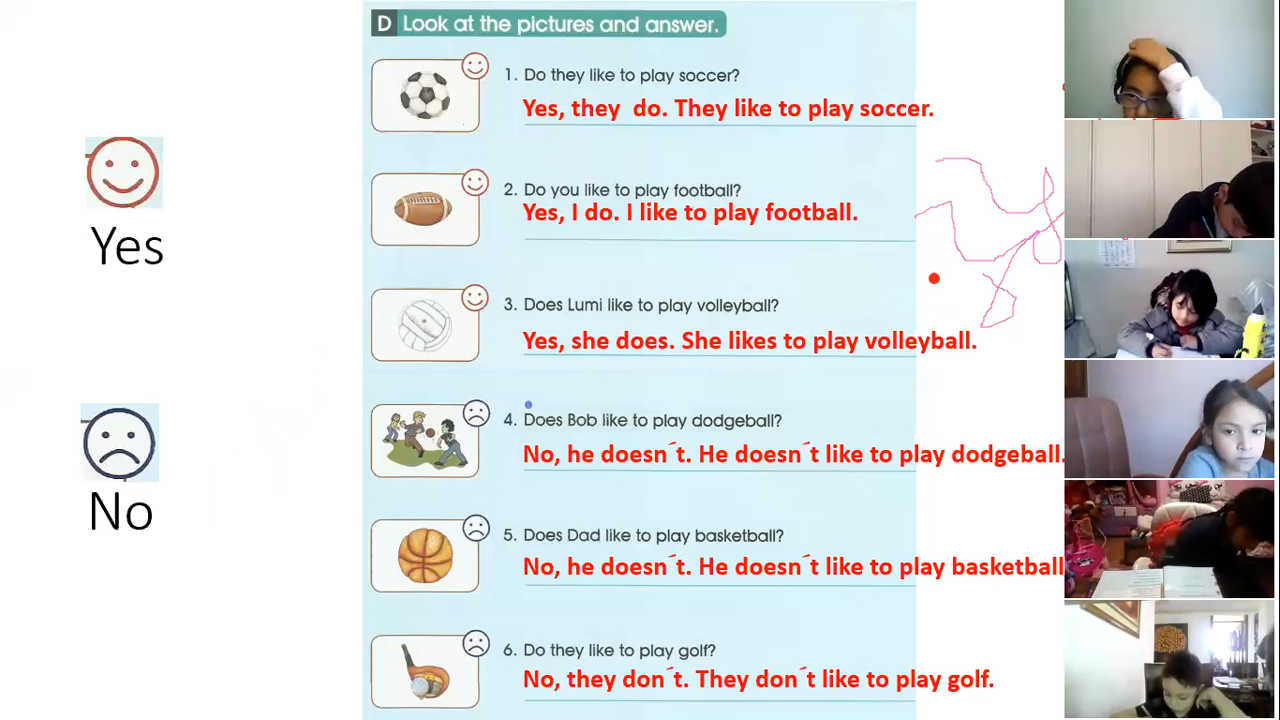 D Look at the pictures and answer.
1. Do they like to play soccer?
Yes, they do. They like to play soccer.
2. Do you like to play football?
Yes, I do. I like to play football.
3. Does Lumi like to play volleyball?
Yes, she does. She likes to play volleyball.
4. Does Bob like to play dodgeball?
No, he doesn´t. He doesn´t like to play dodgeball.
5. Does Dad like to play basketball?
No, he doesn´t. He doesn´t like to play basketball
6. Do they like to play golf?
No, they don´t. They don´t like to play golf.
Yes
No